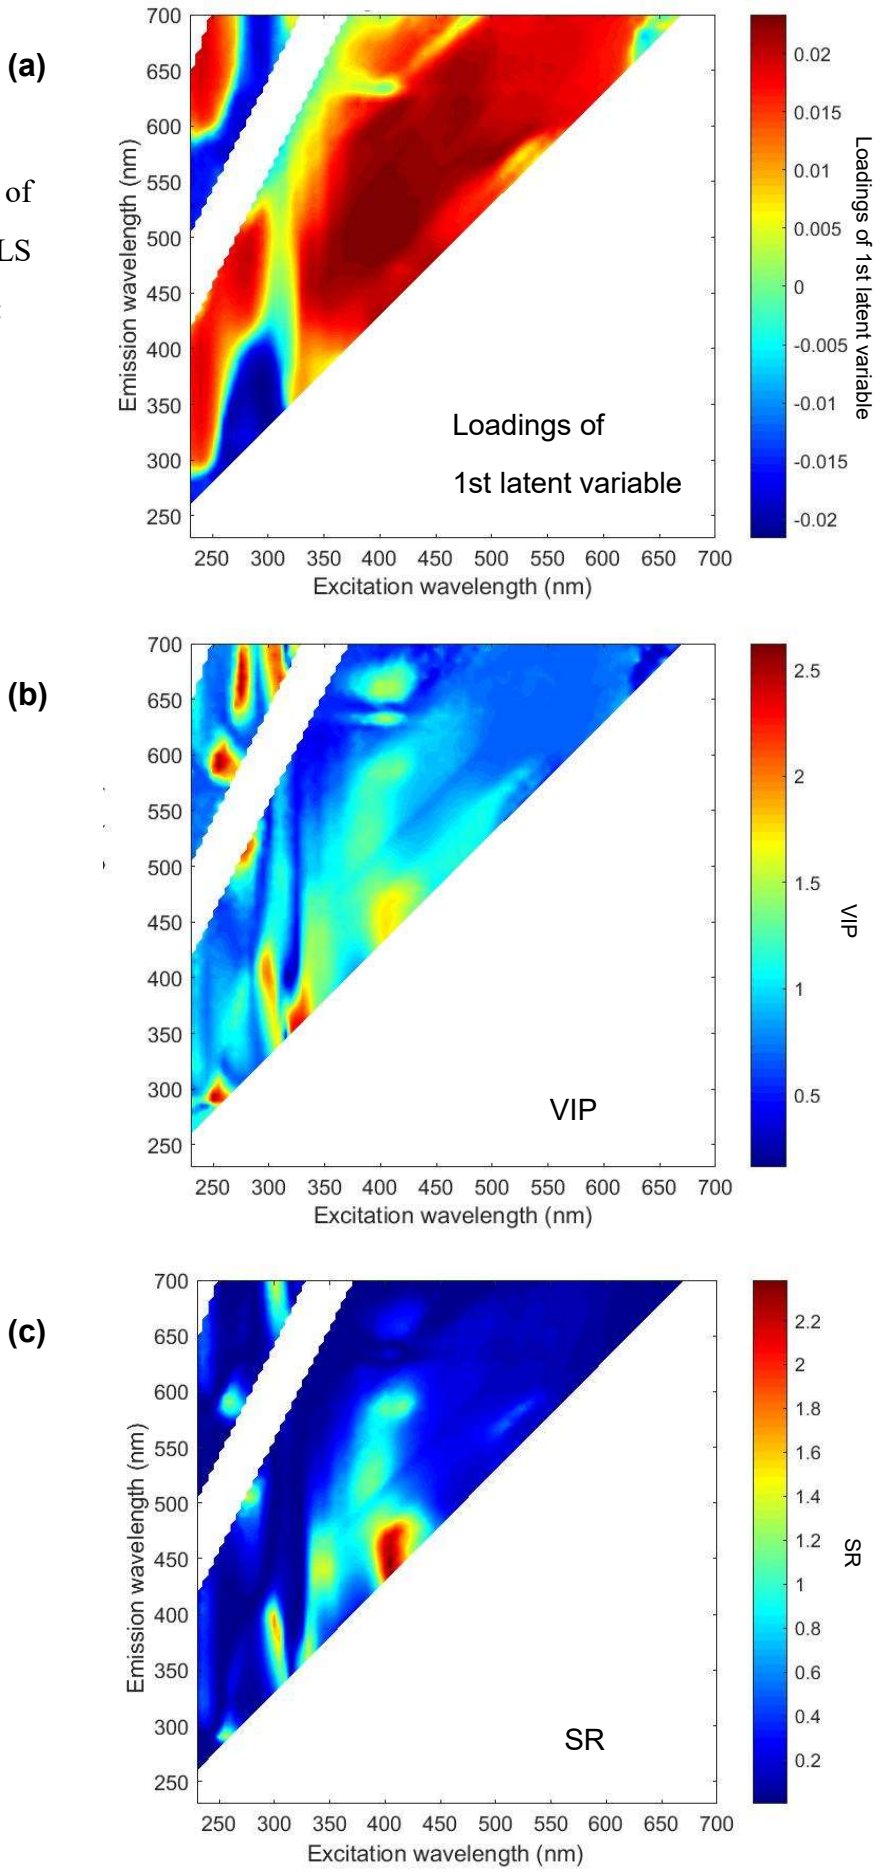 (a)
of
LS
700
650
600
550
500
450
400
350
300
250
Emission wavelength (nm)
Loadings of
1st latent variable
250 300 350 400 450 500 550 600 650 700
Excitation wavelength (nm)
0.02
0.015
0.01
0.005
0
-0.005
-0.01
-0.015
-0.02
Loadings of 1st latent variable
(b)
700
650
600
550
500
450
400
350
300
250
VIP
250 300 350 400 450 500 550 600 650 700
Excitation wavelength (nm)
2.5
2
1.5
1
0.5
VIP
(c)
700
650
600
550
500
450
400
350
300
250
Emission wavelength (nm)
SR
250 300 350 400 450 500 550 600 650 700
Excitation wavelength (nm)
2.2
2
1.8
1.6
1.4
1.2
1
0.8
0.6
0.4
0.2
SR